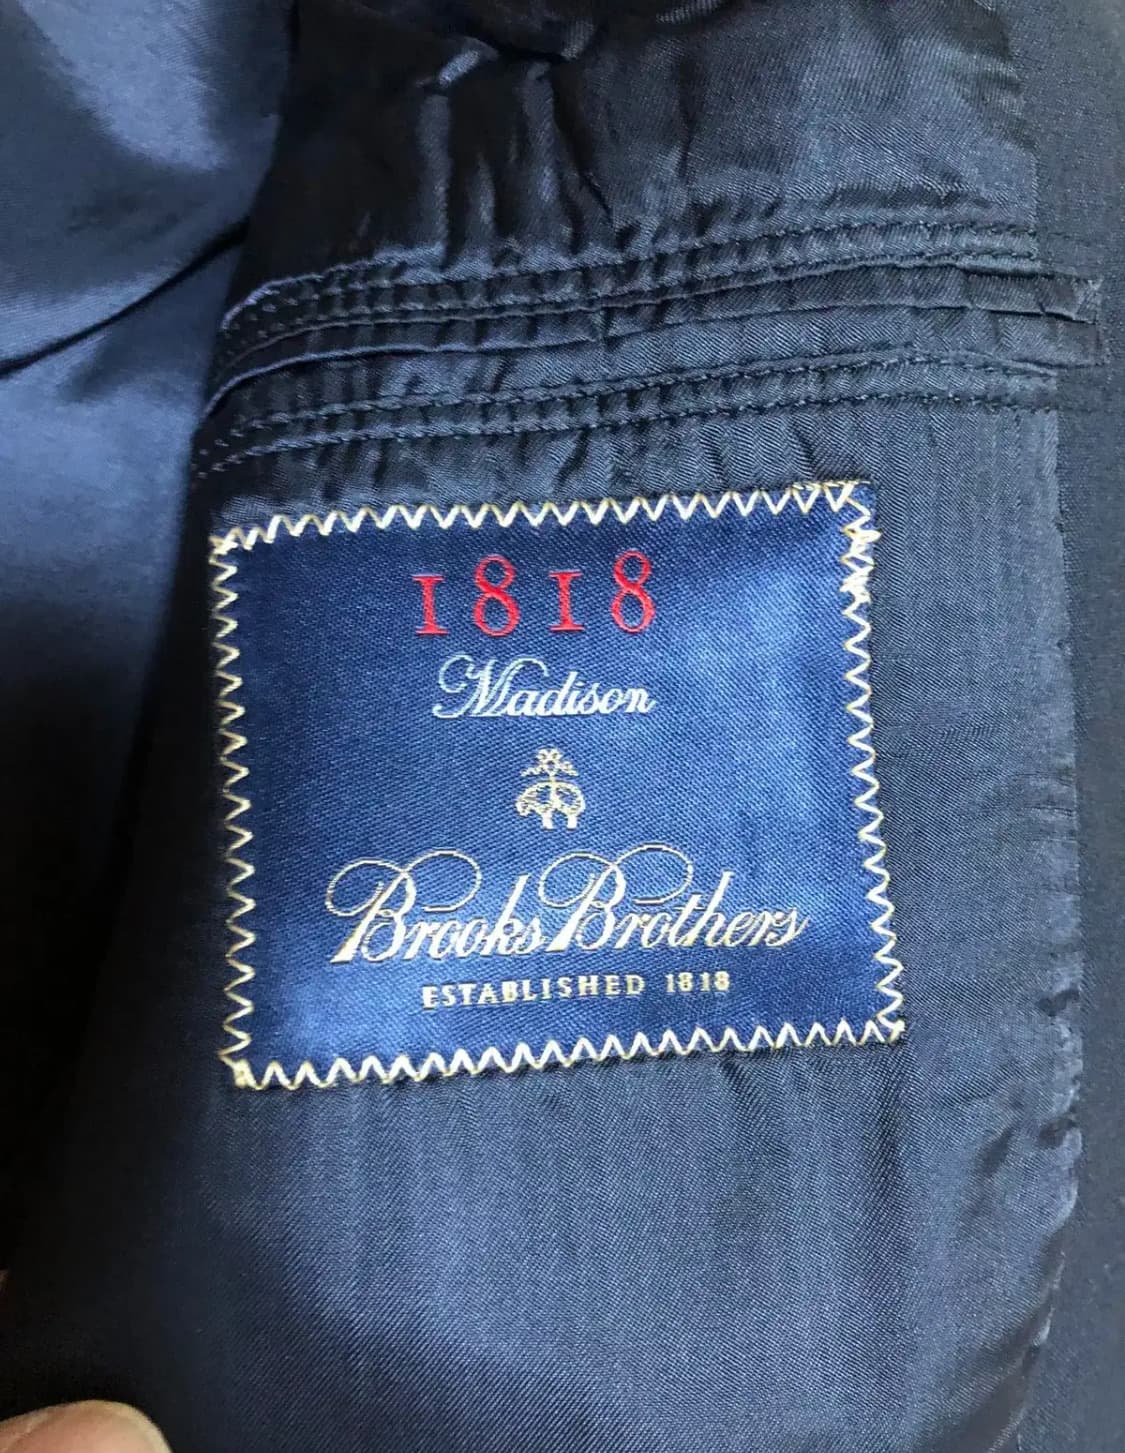 1818
Madison
Brooks Brothers
ESTABLISHED 1818